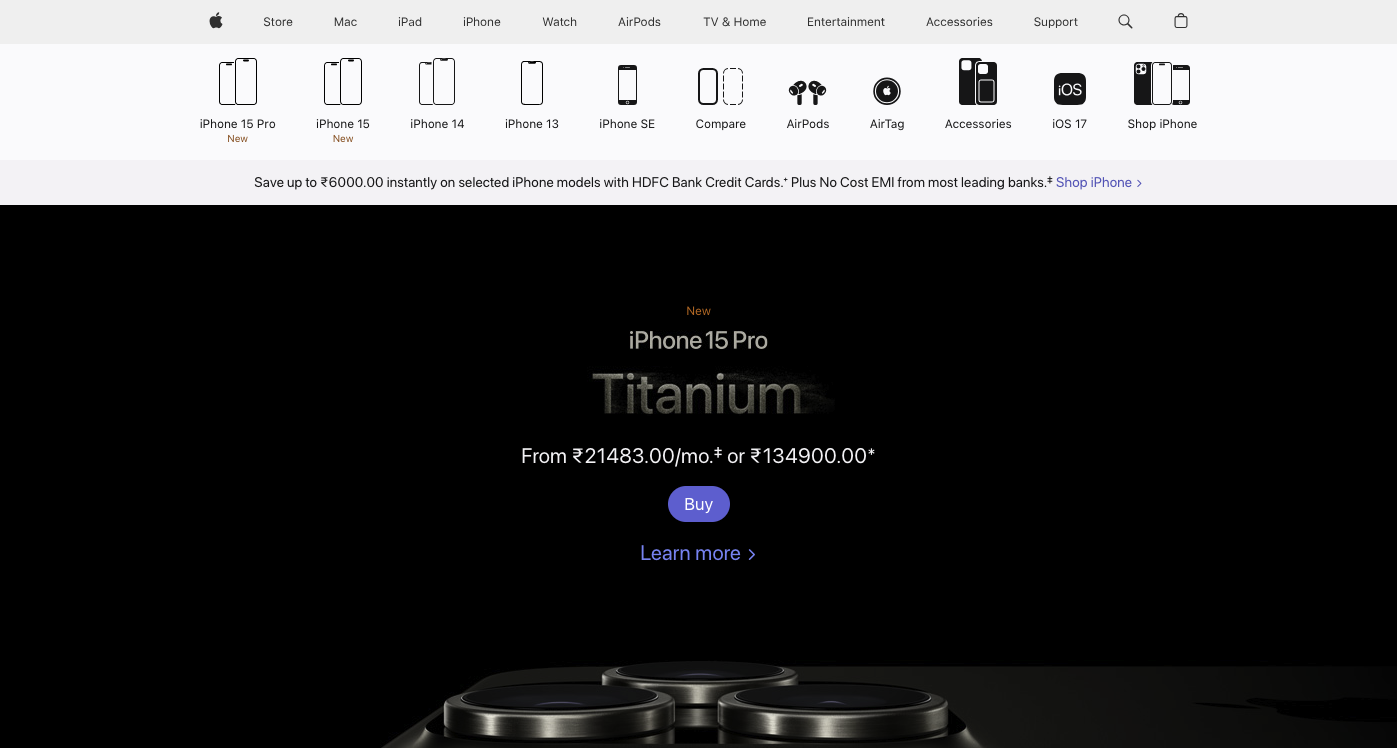 Store Mac iPad iPhone Watch AirPods TV & Home Entertainment Accessories Support
iOS
iPhone 15 Pro iPhone 15 iPhone 14 iPhone 13 iPhone SE Compare AirPods AirTag Accessories iOS 17 Shop iPhone
New New
Save up to ₹6000.00 instantly on selected iPhone models with HDFC Bank Credit Cards.⁺ Plus No Cost EMI from most leading banks.‡ Shop iPhone >
New
iPhone 15 Pro
Titanium
From ₹21483.00/mo.‡ or ₹134900.00*
Buy
Learn more >